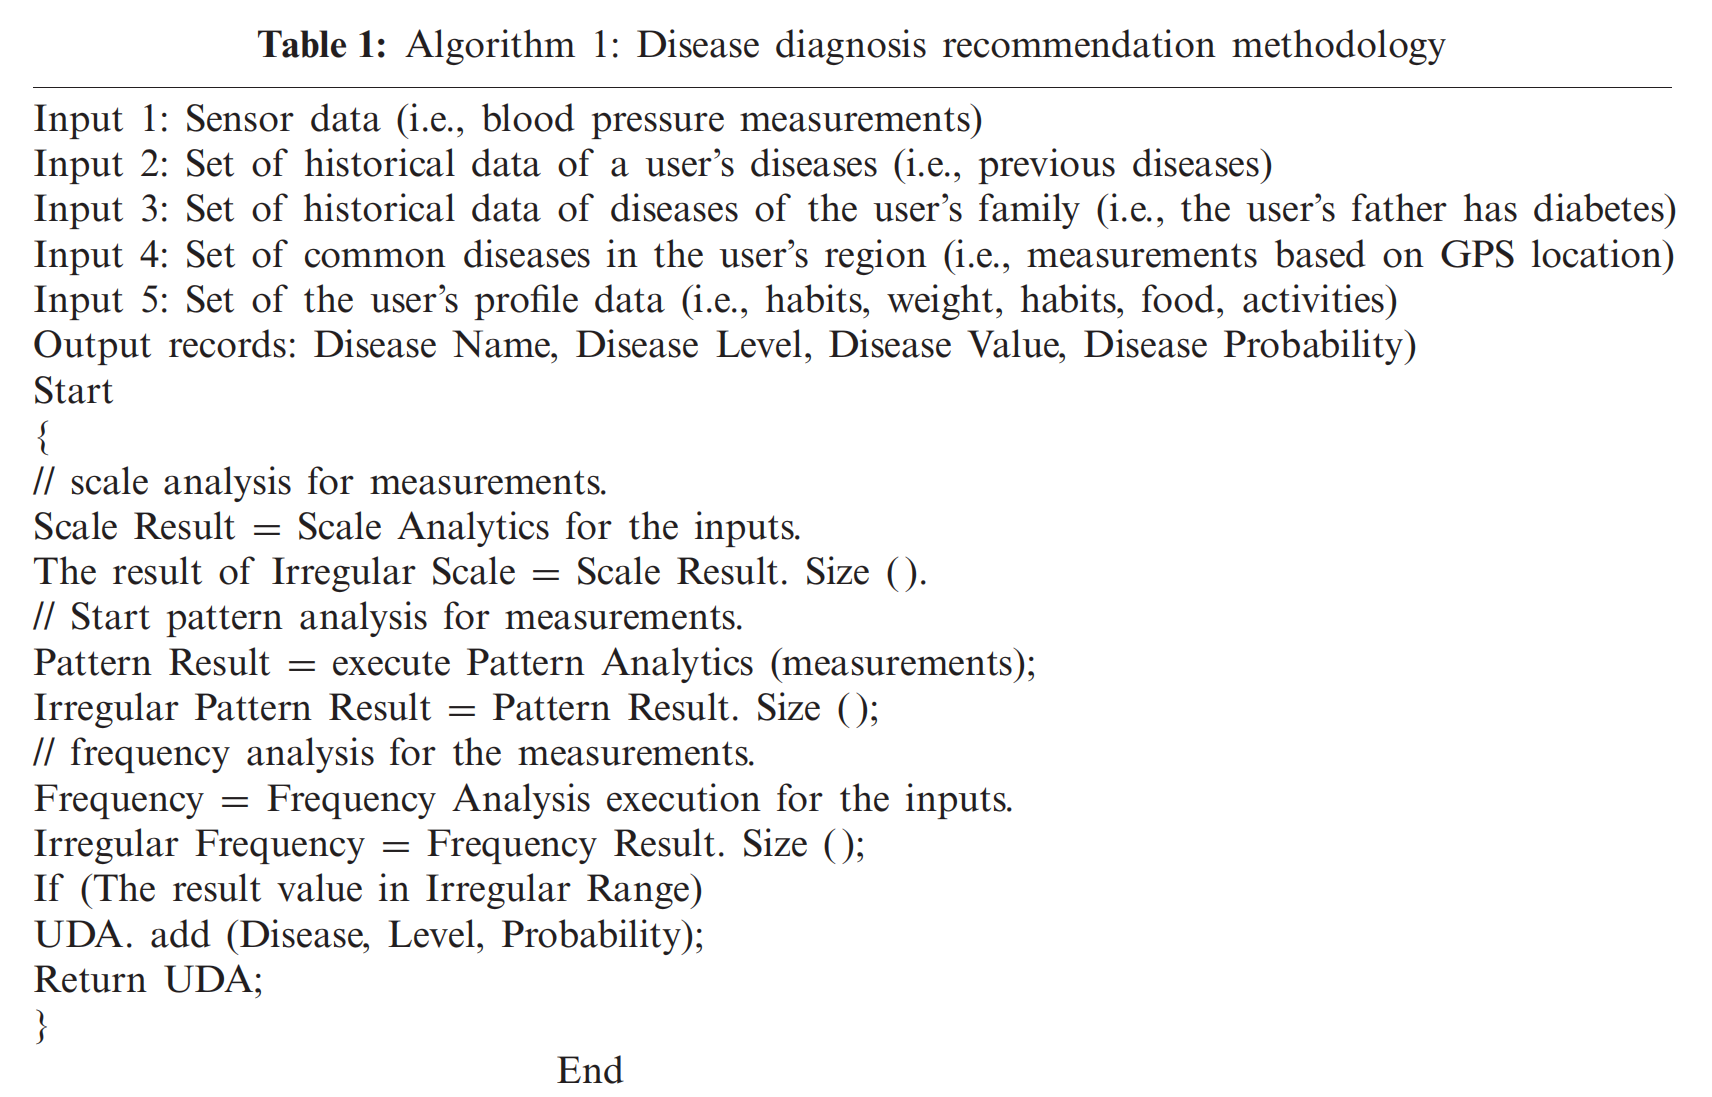 Table 1: Algorithm 1: Disease diagnosis recommendation methodology
Input 1: Sensor data (i.e., blood pressure measurements)
Input 2: Set of historical data of a user’s diseases (i.e., previous diseases)
Input 3: Set of historical data of diseases of the user’s family (i.e., the user’s father has diabetes)
Input 4: Set of common diseases in the user’s region (i.e., measurements based on GPS location)
Input 5: Set of the user’s profile data (i.e., habits, weight, habits, food, activities)
Output records: Disease Name, Disease Level, Disease Value, Disease Probability)
Start
{
// scale analysis for measurements.
Scale Result = Scale Analytics for the inputs.
The result of Irregular Scale = Scale Result. Size ().
// Start pattern analysis for measurements.
Pattern Result = execute Pattern Analytics (measurements);
Irregular Pattern Result = Pattern Result. Size ();
// frequency analysis for the measurements.
Frequency = Frequency Analysis execution for the inputs.
Irregular Frequency = Frequency Result. Size ();
If (The result value in Irregular Range)
UDA. add (Disease, Level, Probability);
Return UDA;
}
End